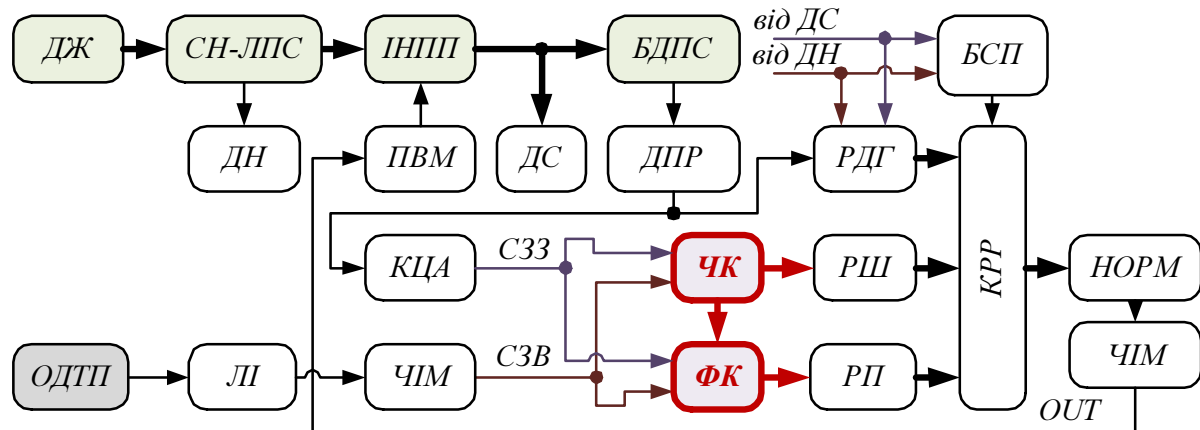 ДЖ
СН-ЛПС
ІНПП
БДПС
від ДС
від ДН
БСП
ДН
ПВМ
ДС
ДПР
РДГ
КЦА
СЗЗ
ЧК
РШ
КРР
НОРМ
ОДТП
ЛІ
ЧІМ
СЗВ
ФК
РП
ЧІМ
OUT